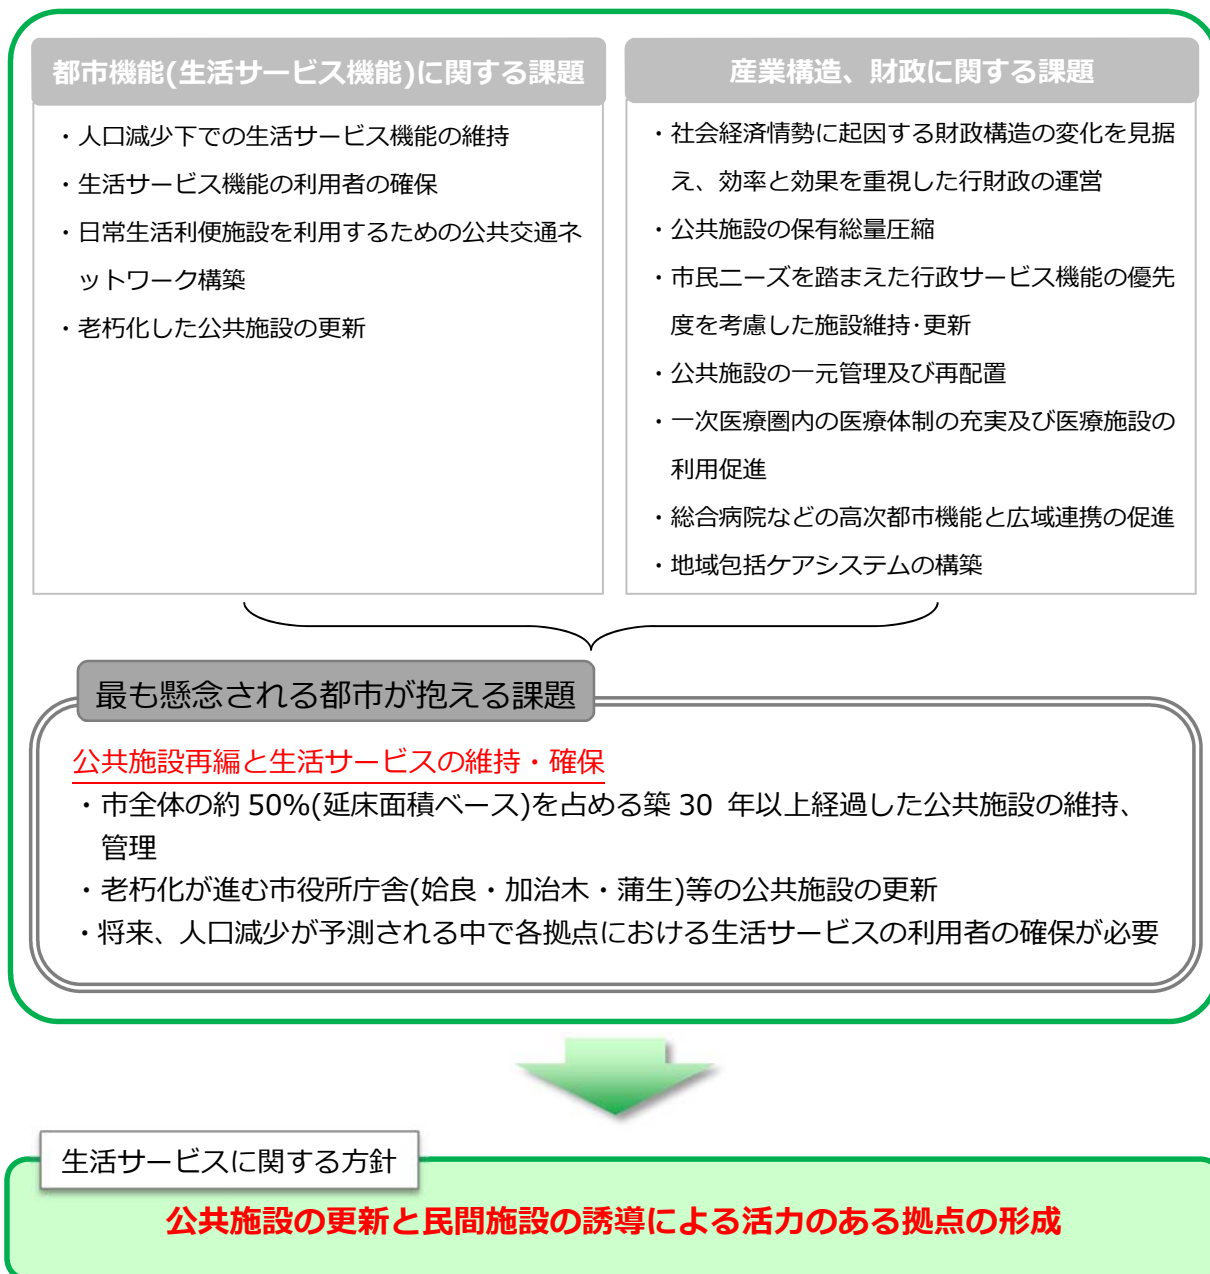 都市機能(生活サービス機能)に関する課題
・人口減少下での生活サービス機能の維持
・生活サービス機能の利用者の確保
・日常生活利便施設を利用するための公共交通ネ
ットワーク構築
・老朽化した公共施設の更新
産業構造、財政に関する課題
・社会経済情勢に起因する財政構造の変化を見据
え、効率と効果を重視した行財政の運営
・公共施設の保有総量圧縮
・市民ニーズを踏まえた行政サービス機能の優先
度を考慮した施設維持･更新
・公共施設の一元管理及び再配置
・一次医療圏内の医療体制の充実及び医療施設の
利用促進
・総合病院などの高次都市機能と広域連携の促進
・地域包括ケアシステムの構築
最も懸念される都市が抱える課題
公共施設再編と生活サービスの維持・確保
・市全体の約 50%(延床面積ベース)を占める築 30 年以上経過した公共施設の維持、
管理
・老朽化が進む市役所庁舎(姶良・加治木・蒲生)等の公共施設の更新
・将来、人口減少が予測される中で各拠点における生活サービスの利用者の確保が必要
生活サービスに関する方針
公共施設の更新と民間施設の誘導による活力のある拠点の形成